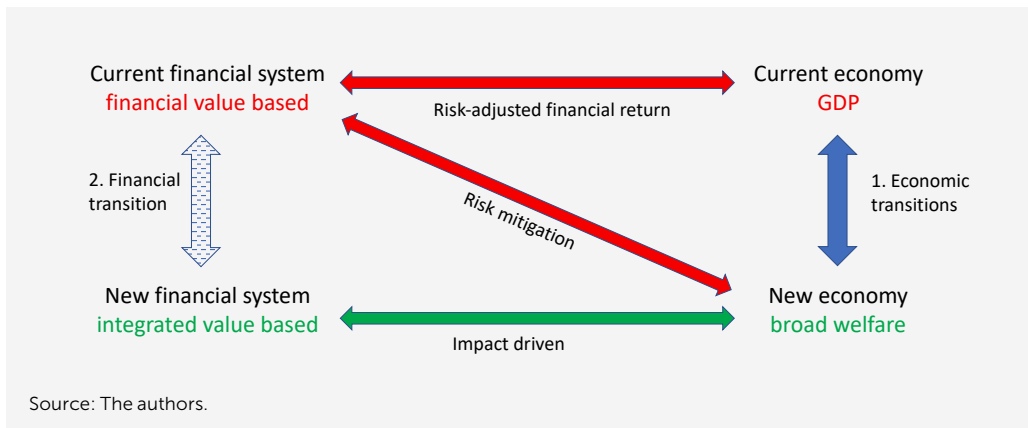 Current financial system
financial value based
Risk-adjusted financial return
Current economy
GDP
2. Financial
transition
Risk mitigation
1. Economic
transitions
New financial system
integrated value based
Impact driven
New economy
broad welfare
Source: The authors.